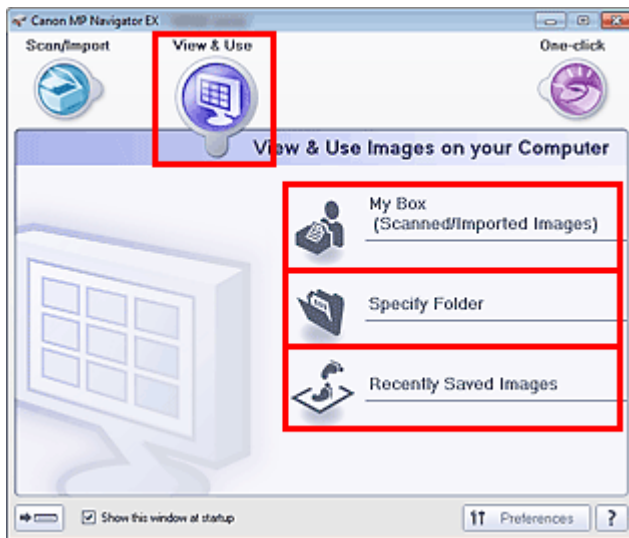 Canon MP Navigator EX
Scan/Import
View & Use
One-click
View & Use Images on your Computer
My Box
(Scanned/Imported Images)
Specify Folder
Recently Saved Images
Show this window at startup
Preferences
?